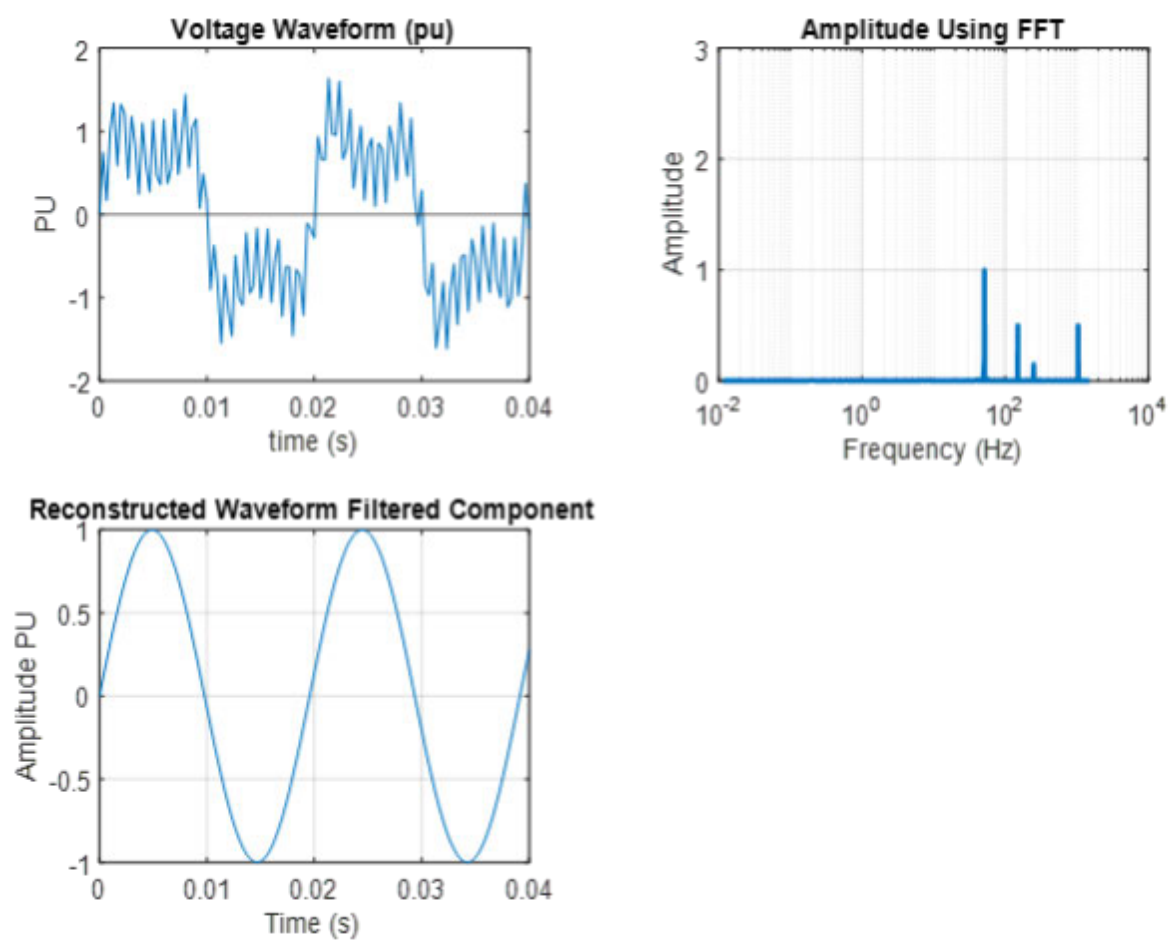 Voltage Waveform (pu)
2
1
0
-1
-2
PU
0 0.01 0.02 0.03 0.04
time (s)
Amplitude Using FFT
3
2
1
0
Amplitude
10^-2 10^0 10^2 10^4
Frequency (Hz)
Reconstructed Waveform Filtered Component
1
0.5
0
-0.5
-1
Amplitude PU
0 0.01 0.02 0.03 0.04
Time (s)